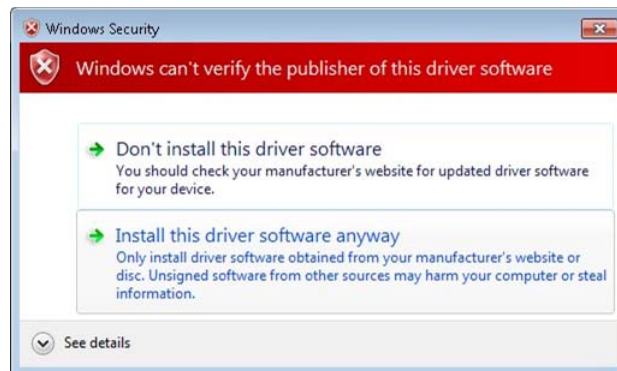 Windows Security
Windows can't verify the publisher of this driver software
Don't install this driver software
You should check your manufacturer's website for updated driver software
for your device.
Install this driver software anyway
Only install driver software obtained from your manufacturer's website or
disc. Unsigned software from other sources may harm your computer or steal
information.
See details